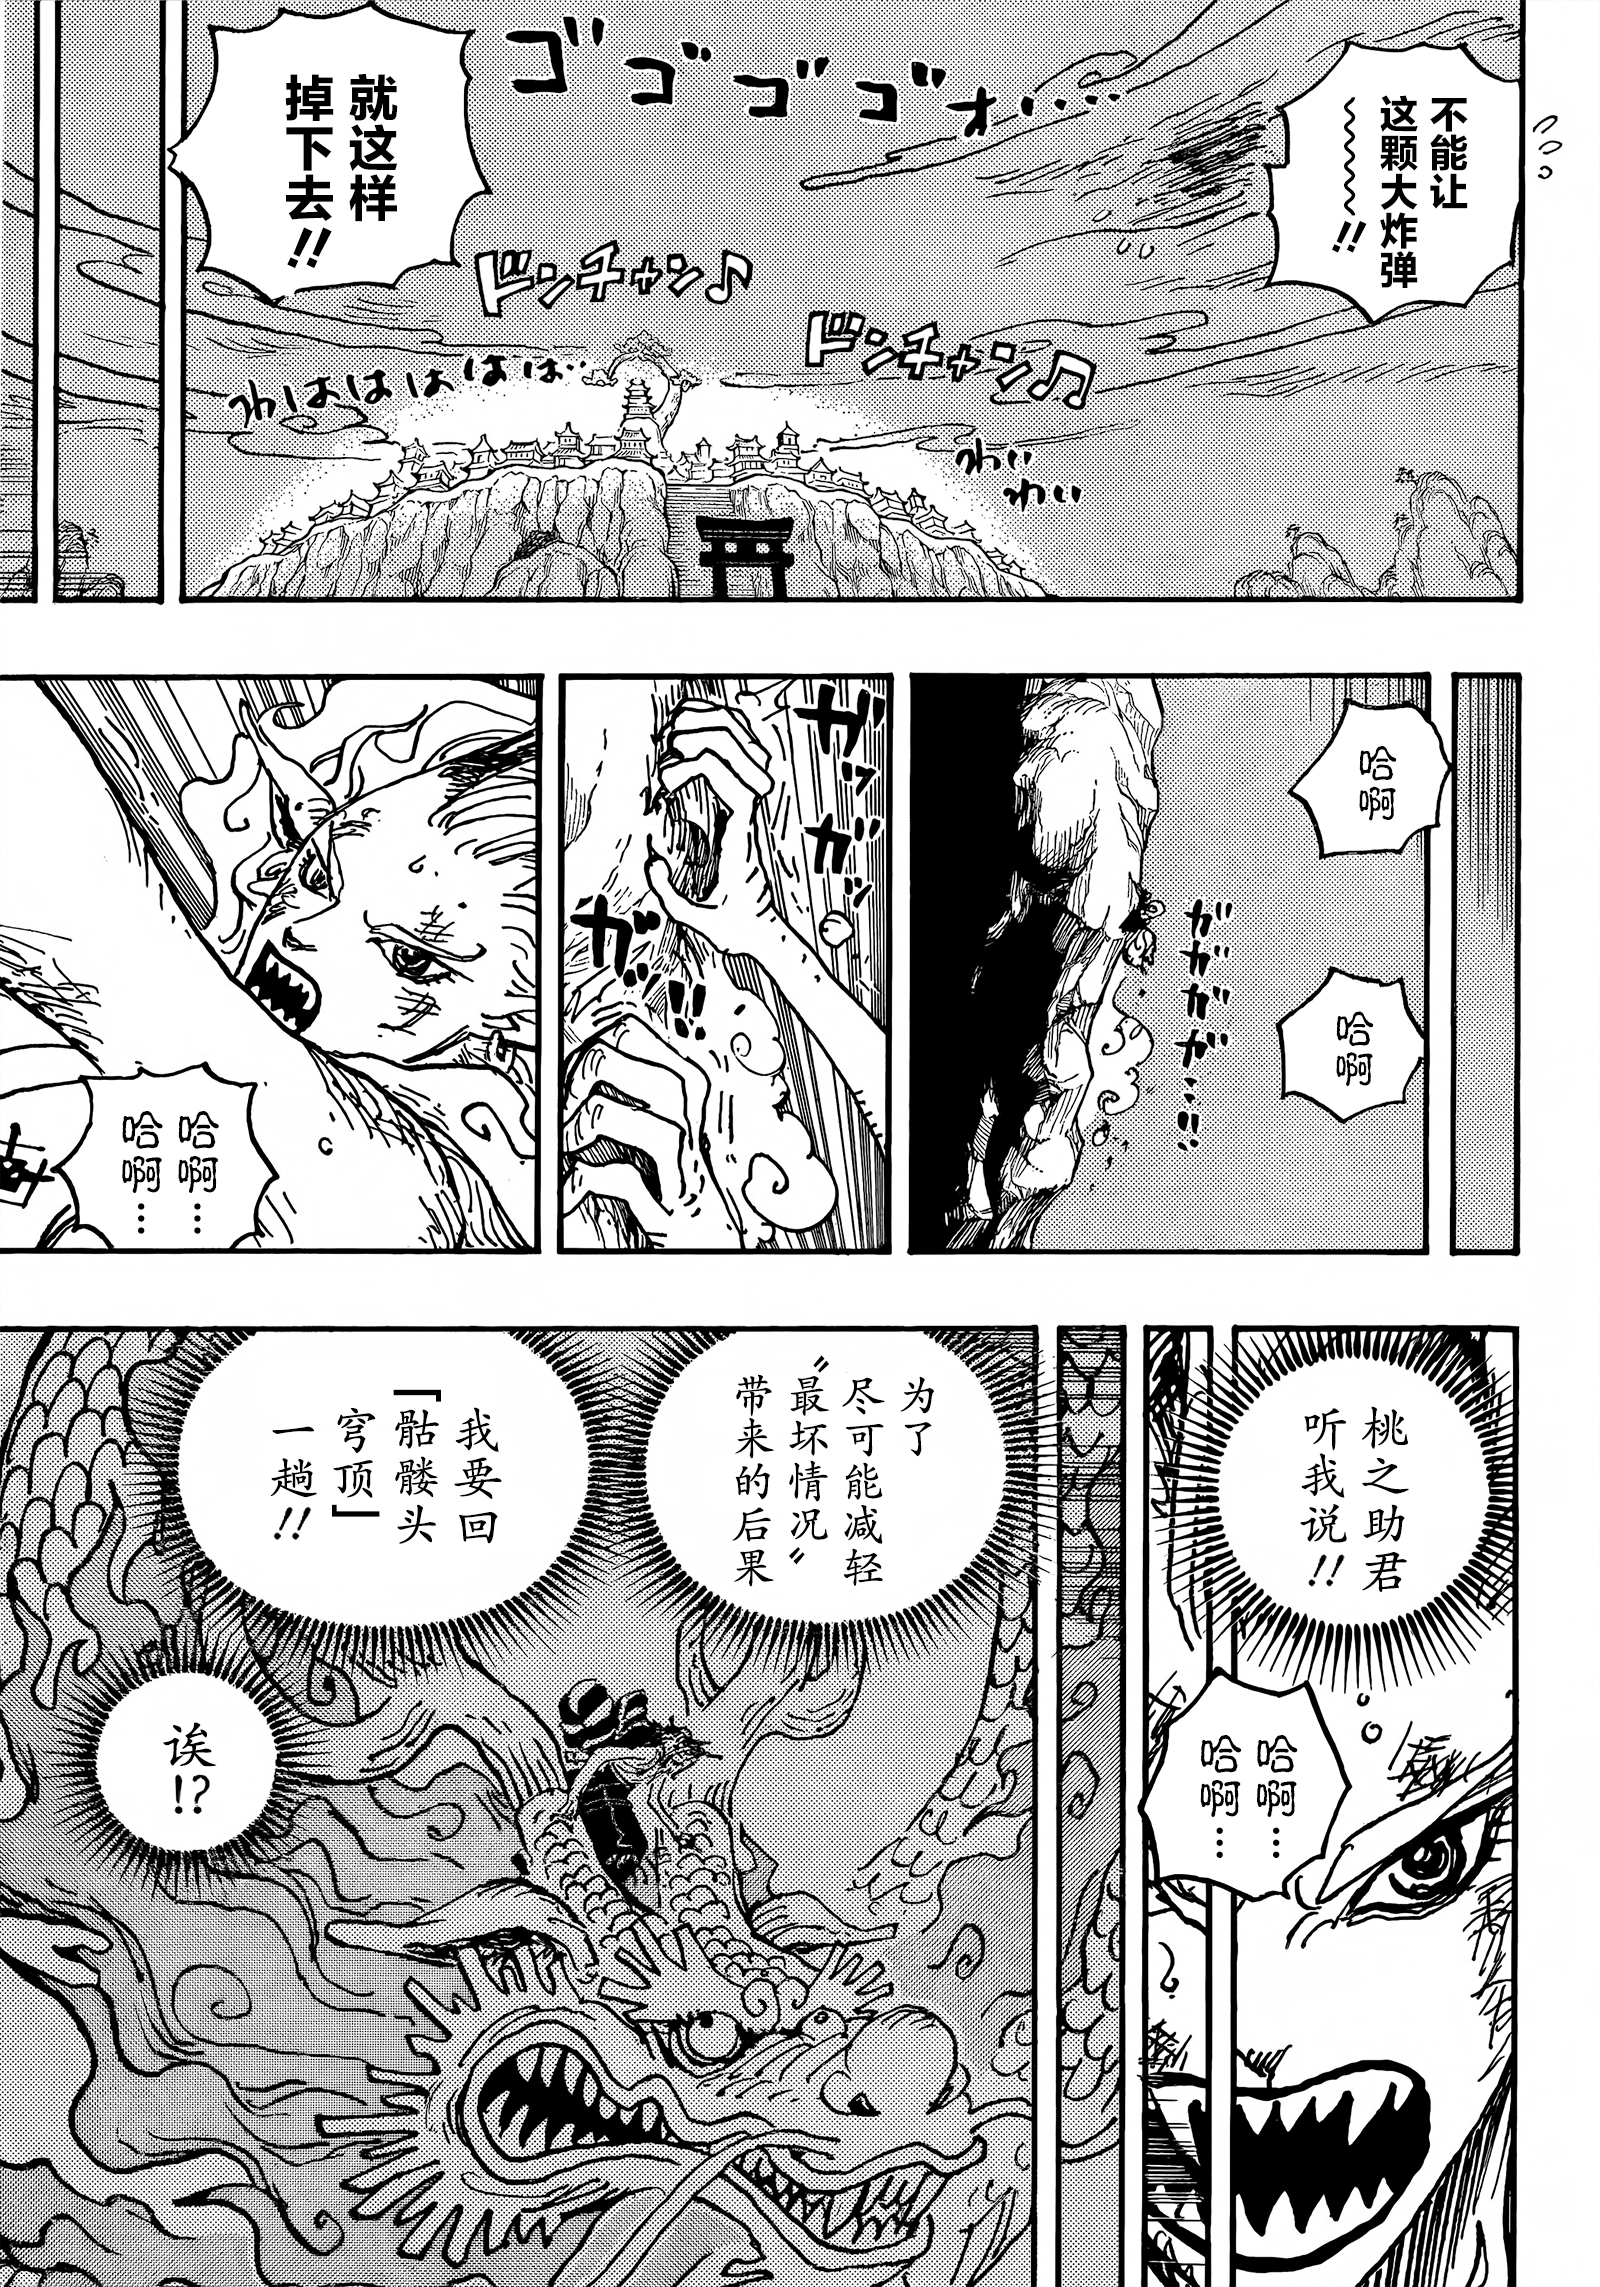 不能让
这颗大炸弹
〜〜〜〜!!
ゴゴゴゴォ‥‥
就这样
掉下去!!
ドンチャン♪
ドンチャン♫
わははははは‥
わい
わい
哈
啊
哈
啊
ガガガガ‥!!
ガッ
ガッ
ガッ!!
哈啊…
哈啊…
桃之助君
听我说!!
哈啊…
哈啊…
为了
尽可能减轻
〝最坏情况〞
带来的后果
我要回
「骷髅头
穹顶」
一趟!!
诶!?